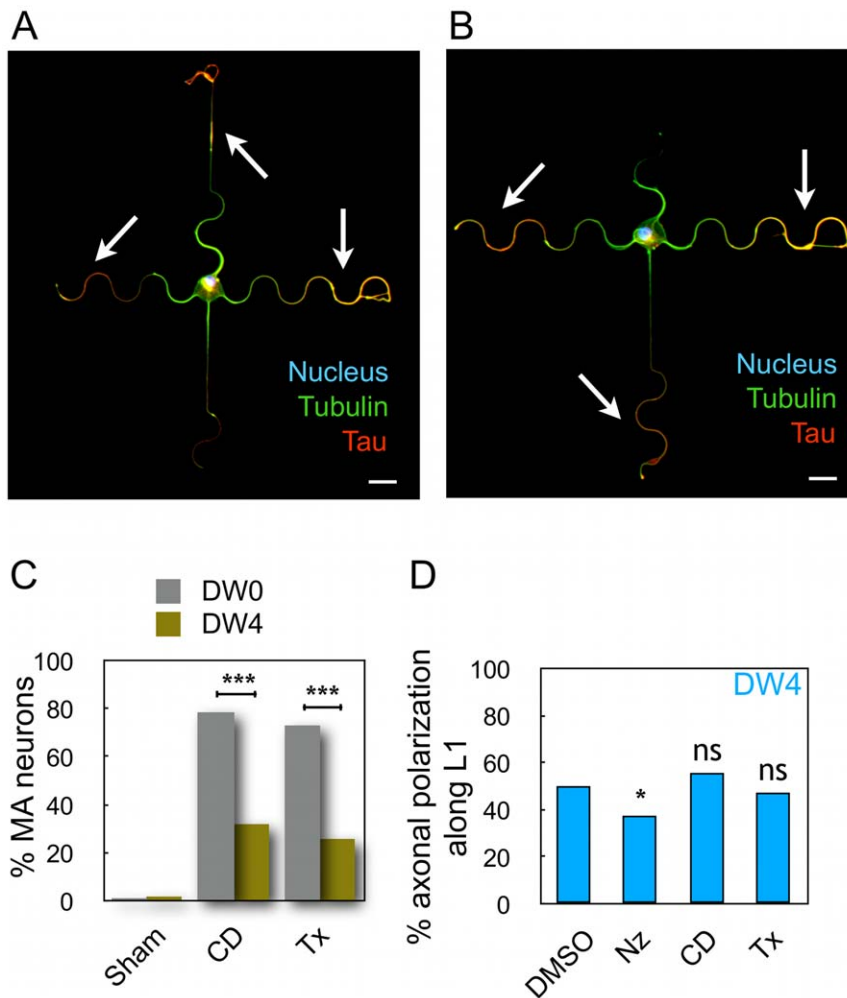 A
Nucleus
Tubulin
Tau
B
Nucleus
Tubulin
Tau
C
DW0
DW4
% MA neurons
100
80
60
40
20
0
***
***
Sham
CD
Tx
D
% axonal polarization
along L1
100
80
60
40
20
0
DW4
*
ns
ns
DMSO
Nz
CD
Tx